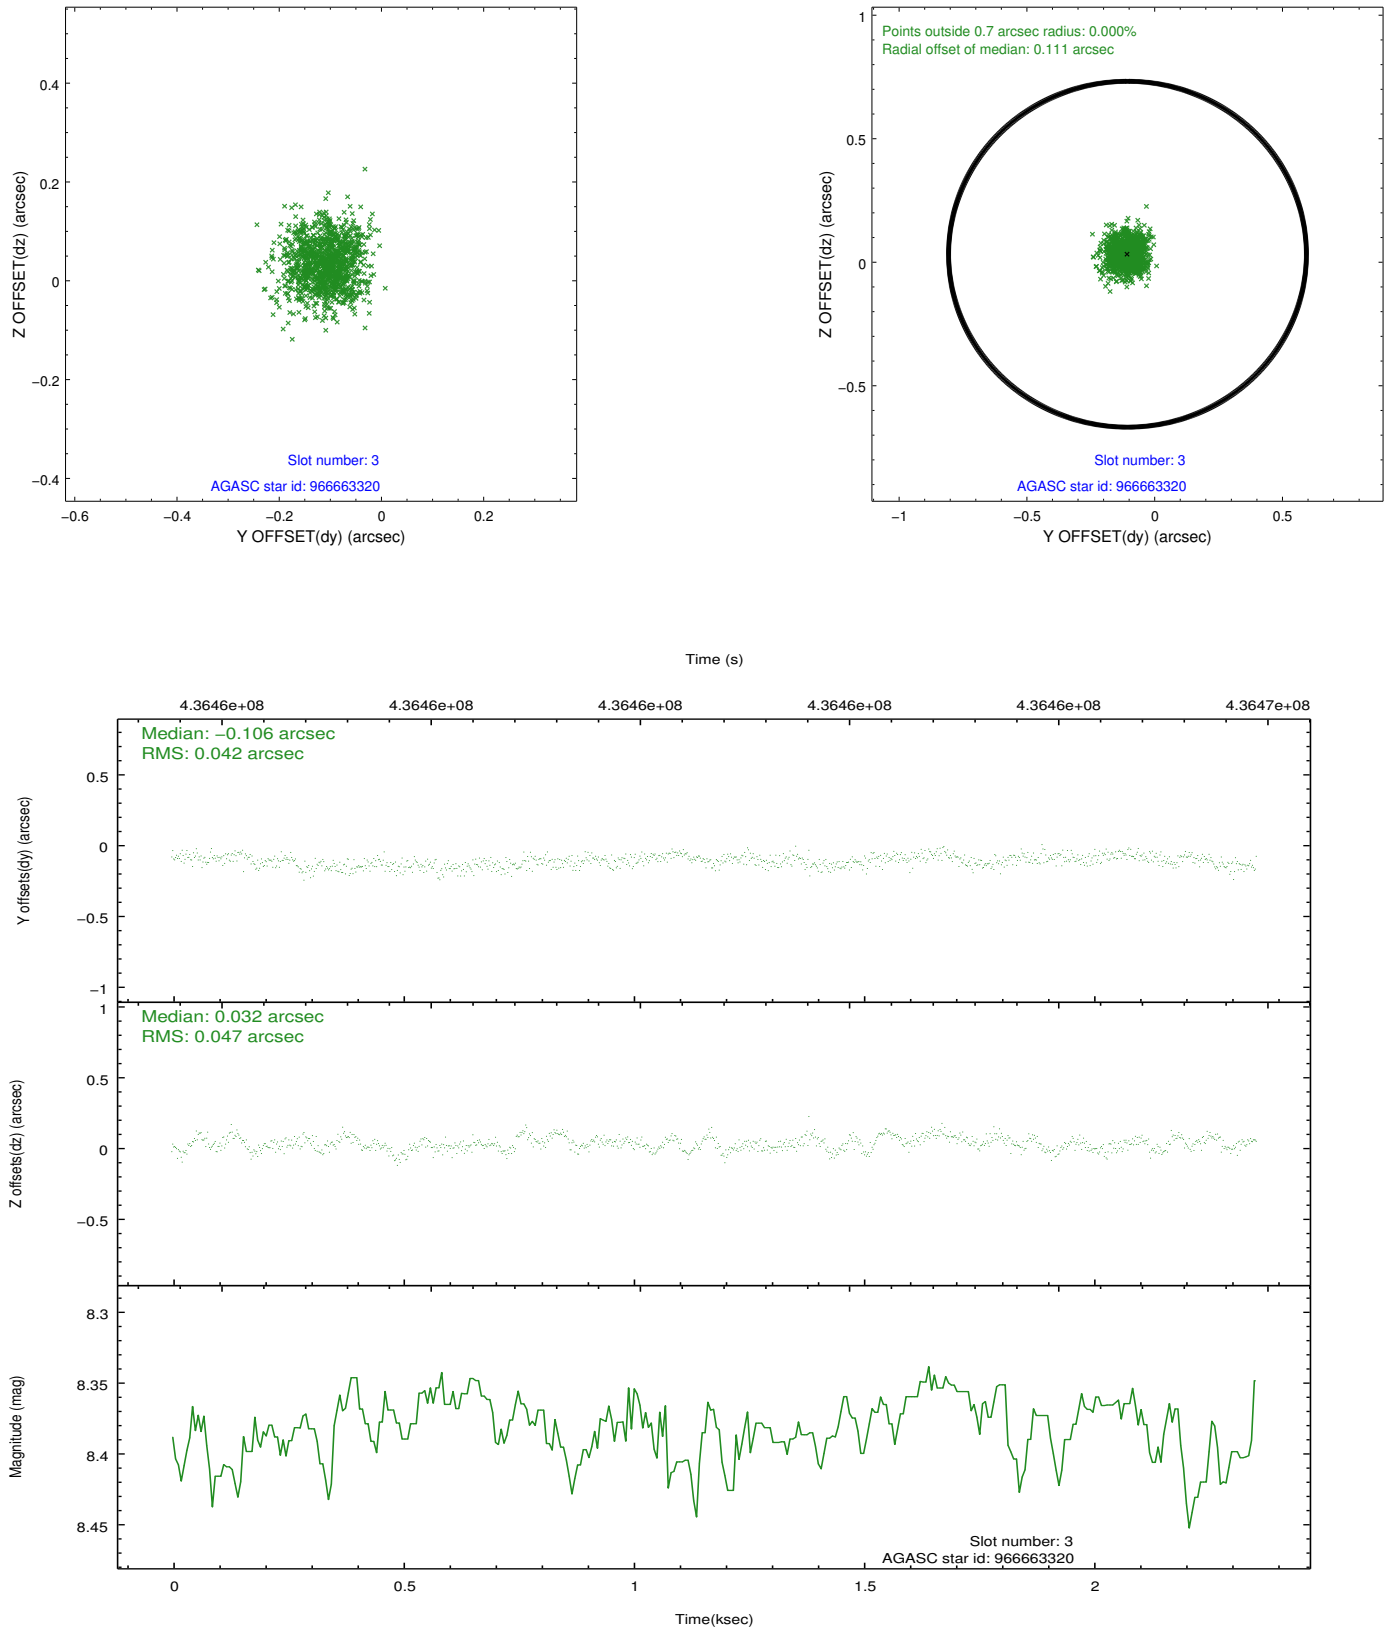 0.4
0.2
0
−0.2
−0.4
Z OFFSET(dz) (arcsec)
Slot number: 3
AGASC star id: 966663320
−0.6
−0.4
−0.2
0
0.2
Y OFFSET(dy) (arcsec)
Points outside 0.7 arcsec radius: 0.000%
Radial offset of median: 0.111 arcsec
1
0.5
0
−0.5
Z OFFSET(dz) (arcsec)
Slot number: 3
AGASC star id: 966663320
−1
−0.5
0
0.5
Y OFFSET(dy) (arcsec)
Time (s)
4.3646e+08
4.3646e+08
4.3646e+08
4.3646e+08
4.3646e+08
4.3647e+08
Median: −0.106 arcsec
RMS: 0.042 arcsec
0.5
0
−0.5
−1
Y offsets(dy) (arcsec)
Median: 0.032 arcsec
RMS: 0.047 arcsec
1
0.5
0
−0.5
Z offsets(dz) (arcsec)
8.3
8.35
8.4
8.45
Magnitude (mag)
Slot number: 3
AGASC star id: 966663320
0
0.5
1
1.5
2
Time(ksec)